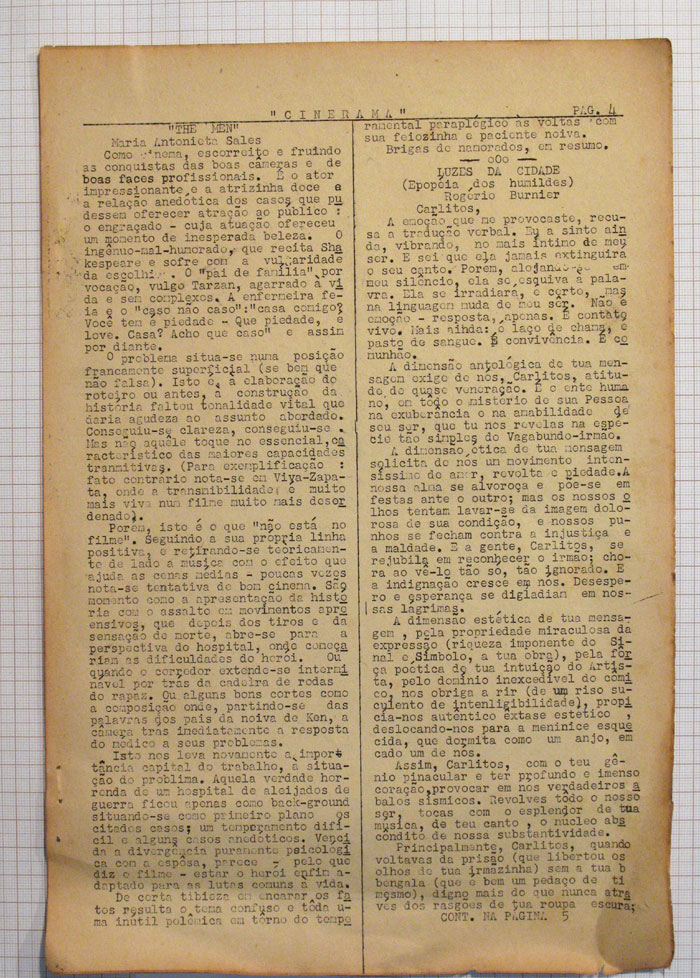 "CINERAMA" PAG. 4
"THE MEN"
Maria Antonieta Sales
Como cinema, escorreito e fruindo
as conquistas das boas câmeras e de
boas faces profissionais. E o ator
impressionante e a atrizinha doce e
a relação anedótica dos casos que pu
dessem oferecer atração ao público :
o engraçado - cuja atuação ofereceu
um momento de inesperada beleza. O
ingênuo-mal-humorado, que recita Sha
kespeare e sofre com a vulgaridade
da escolhi O "pai de família" por
vocação, vulgo Tarzan, agarrado a vi
da e sem complexos. A enfermeira fe-
ia e o "caso não caso":"casa comigo?
Você tem é piedade - Que piedade, é
love. Casa? Acho que caso" e assim
por diante.
O problema situa-se numa posição
francamente superficial (se bem que
não falsa). Isto é, a elaboração do
roteiro ou antes, à construção da
história faltou tonalidade vital que
daria agudeza ao assunto abordado.
Conseguiu-se clareza, conseguiu-se .
Mas não aquêle toque no essencial,ca
racterístico das maiores capacidades
tranmitivas. (Para exemplificação :
fato contrario nota-se em Viva-Zapa-
ta, onde a transmibilidade é muito
mais viva num filme muito mais desor
denado).
Porem, isto é o que "não está no
filme". Seguindo a sua própria linha
positiva, e retirando-se teoricamen-
te de lado a musica com o efeito que
ajuda as cenas medias - poucas vezes
nota-se tentativa de bom cinema. São
momento como a apresentação da histo
ria com o assalto em movimentos apre
ensivos, que depois dos tiros e da
sensação de morte, abre-se para a
perspectiva do hospital, onde começa
riam as dificuldades do heroi. Ou
quando o corredor extende-se intermi
navel por tras da cadeira de rodas
do rapaz. Ou alguns bons cortes como
a composição onde, partindo-se das
palavras dos pais da noiva de Ken, a
câmera tras imediatamente a resposta
do medico a seus problemas.
Isto nos leva novamente a impor-
tância capital do trabalho, a situa-
ção do problima. Aquela verdade hor-
renda de um hospital de aleijados de
guerra ficou apenas como back-ground
situando-se como primeiro plano os
citados casos; um temperamento difi-
cil e alguns casos anedóticos. Venci
da a divergência puramente psicologi
ca com a esposa, parece - pelo que
diz o filme - estar o heroi enfim a-
daptado para as lutas comuns à vida.
De certa tibieza em encarar os fa
tos resulta o tema confuso e tôda u-
ma inutil polêmica em tôrno do tempe
ramental paraplégico às voltas com
sua feiozinha e paciente noiva.
Brigas de namorados, em resumo.
— oOo —
LUZES DA CIDADE
(Epopeia dos humildes)
Rogério Burnier
Carlitos,
A emoção que me provocaste, recu-
sa a tradução verbal. Eu a sinto ain
da, vibrando, no mais íntimo de meu
ser. E sei que ela jamais extinguira
o seu canto. Porem, alojando-se em
meu silêncio, ela se esquiva à pala-
vra. Ela se irradiara, é certo, mas
na linguagem muda de meu ser. Não é
emoção - resposta, apenas. É contato
vivo. Mais ainda: é laço de chama, é
pasto de sangue. É convivência. É co
munhão.
A dimensão antológica de tua men-
sagem exige de nós, Carlitos, atitu-
de de quase veneração. É o ente huma
no, em todo o mistério de sua Pessoa
na exuberância e na amabilidade de
seu ser, que tu nos revelas na espé-
cie tão simples do Vagabundo-irmão.
A dimensão ética de tua mensagem
solicita de nós um movimento inten-
síssimo de amor, revolta e piedade.A
nossa alma se alvoroça e põe-se em
festas ante o outro; mas os nossos o
lhos tentam lavar-se da imagem dolo-
rosa de sua condição, e nossos pu-
nhos se fecham contra a injustiça e
a maldade. E a gente, Carlitos, se
rejubila em reconhecer o irmão; cho-
ra ao vê-lo tão só, tão ignorado. E
a indignação cresce em nós. Desespe-
ro e esperança se digladiam em nos-
sas lagrimas.
A dimensão estética de tua mensa-
gem , pela propriedade miraculosa da
expressão (riqueza imponente do Si-
nal e Símbolo, a tua obra), pela for
ça poética de tua intuição do Artis-
ta, pelo domínio inexcedível do cômi
co, nos obriga a rir (de um riso su-
culento de intenligibilidade), propi
cia-nos autêntico êxtase estético ,
deslocando-nos para a meninice esque
cida, que dormita como um anjo, em
cada um de nós.
Assim, Carlitos, com o teu gê-
nio pinacular e ter profundo e imenso
coração,provocar em nós verdadeiros a
balos sísmicos. Revolves todo o nosso
ser, tocas com o esplendor de tua
musica, de teu canto , o núcleo abs
condito de nossa substantividade.
Principalmente, Carlitos, quando
voltavas da prisão (que libertou os
olhos de tua irmazinha) sem a tua b
bengala (que é bem um pedaço de ti
mesmo), digno mais do que nunca atra
ves dos rasgões de tua roupa escura;
CONT. NA PÁGINA 5